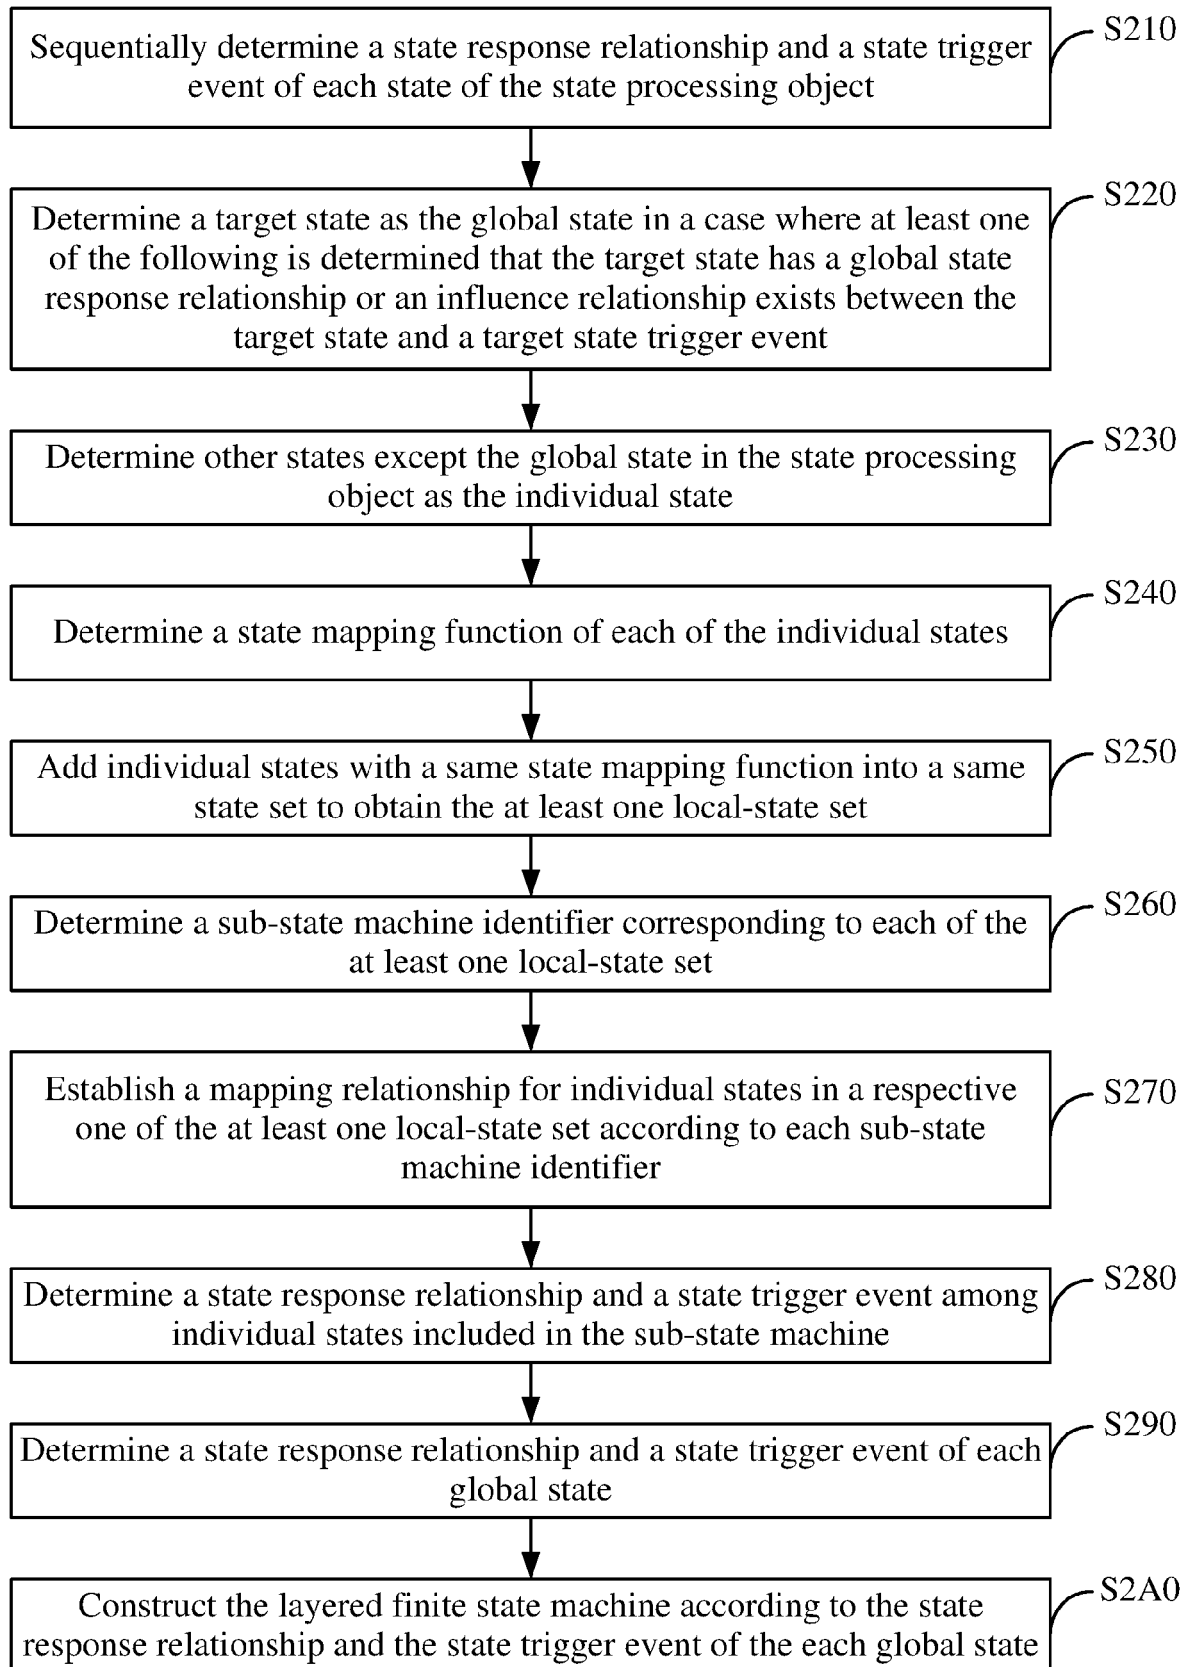 Sequentially determine a state response relationship and a state trigger
event of each state of the state processing object
S210
Determine a target state as the global state in a case where at least one
of the following is determined that the target state has a global state
response relationship or an influence relationship exists between the
target state and a target state trigger event
S220
Determine other states except the global state in the state processing
object as the individual state
S230
Determine a state mapping function of each of the individual states
S240
Add individual states with a same state mapping function into a same
state set to obtain the at least one local-state set
S250
Determine a sub-state machine identifier corresponding to each of the
at least one local-state set
S260
Establish a mapping relationship for individual states in a respective
one of the at least one local-state set according to each sub-state
machine identifier
S270
Determine a state response relationship and a state trigger event among
individual states included in the sub-state machine
S280
Determine a state response relationship and a state trigger event of each
global state
S290
Construct the layered finite state machine according to the state
response relationship and the state trigger event of the each global state
S2A0